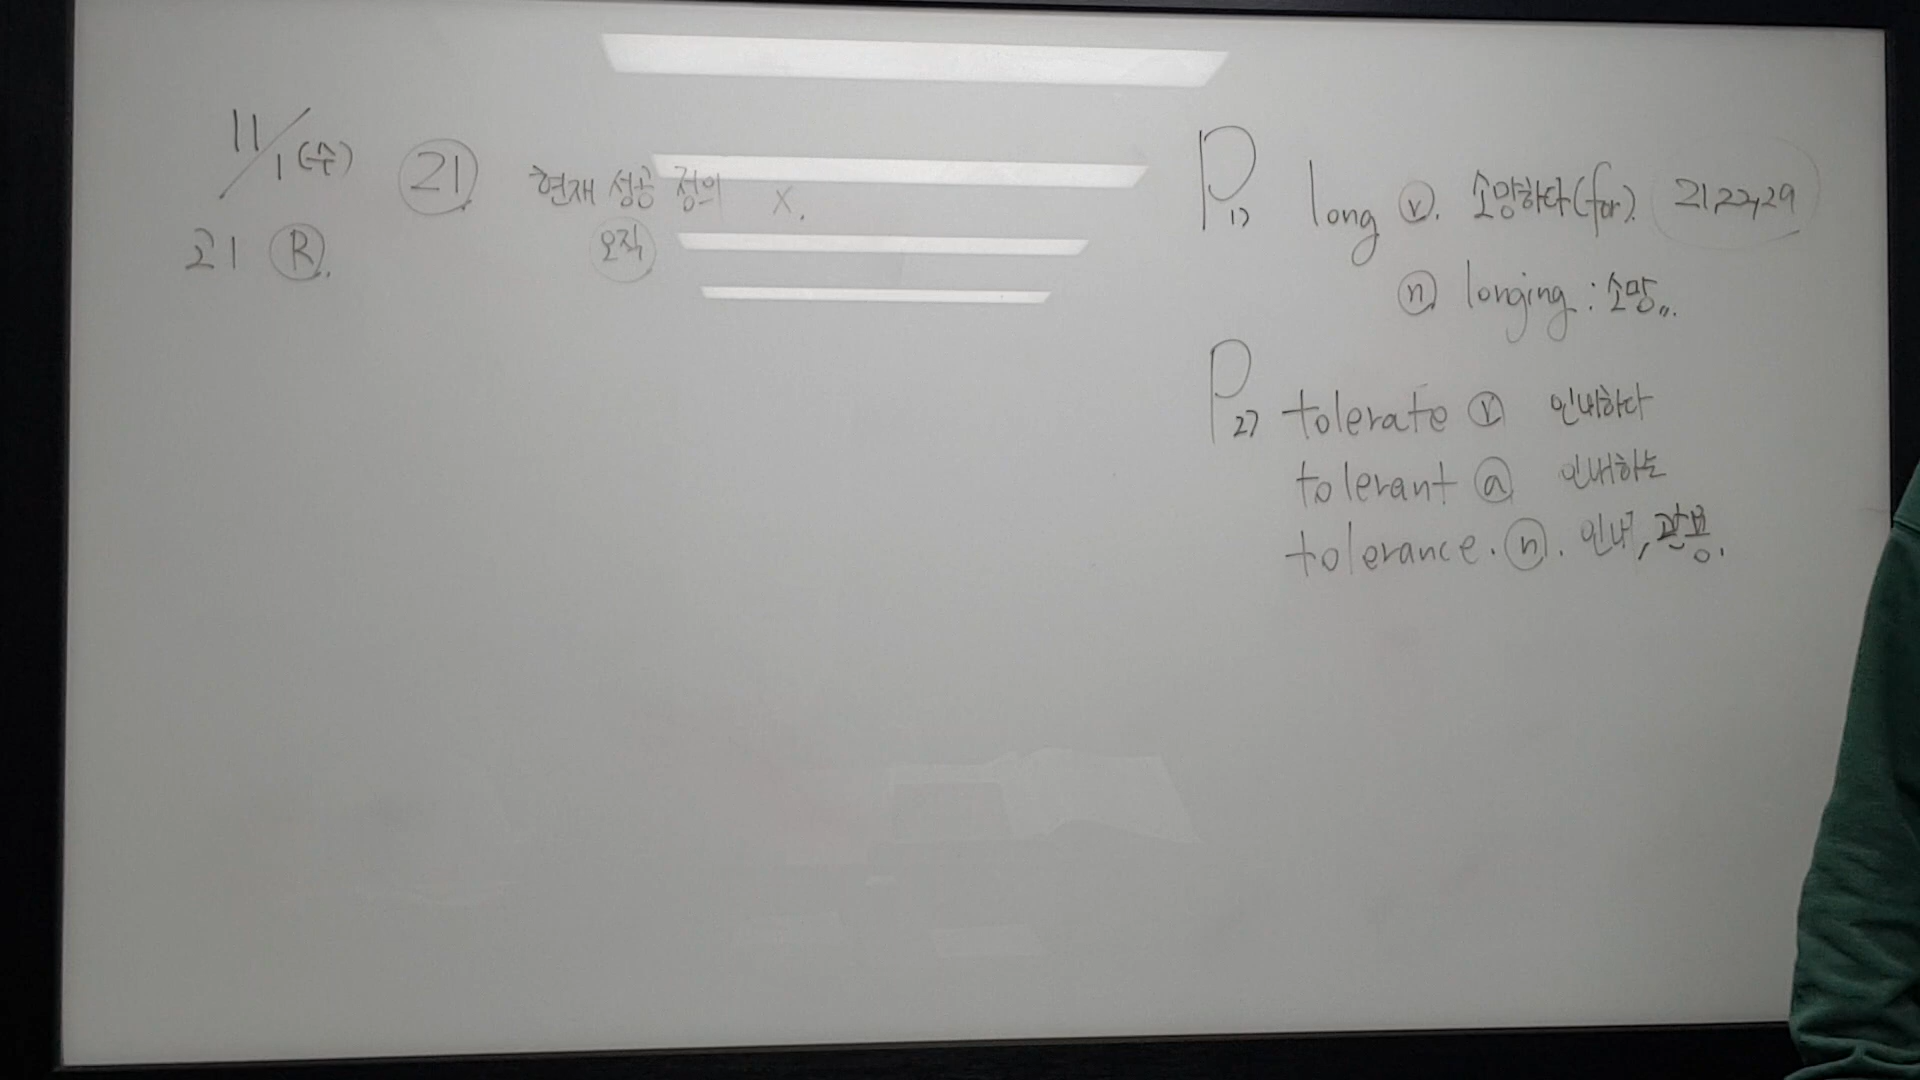 11/1 (수)
21 Ⓡ.
㉑ 현재 성공 정의 X.
오직
P17 long ⓥ. 소망하다(for). 21,22,29
ⓝ longing : 소망〃.
P27 tolerate ⓥ 인내하다
tolerant ⓐ 인내하는
tolerance. ⓝ. 인내, 관용.